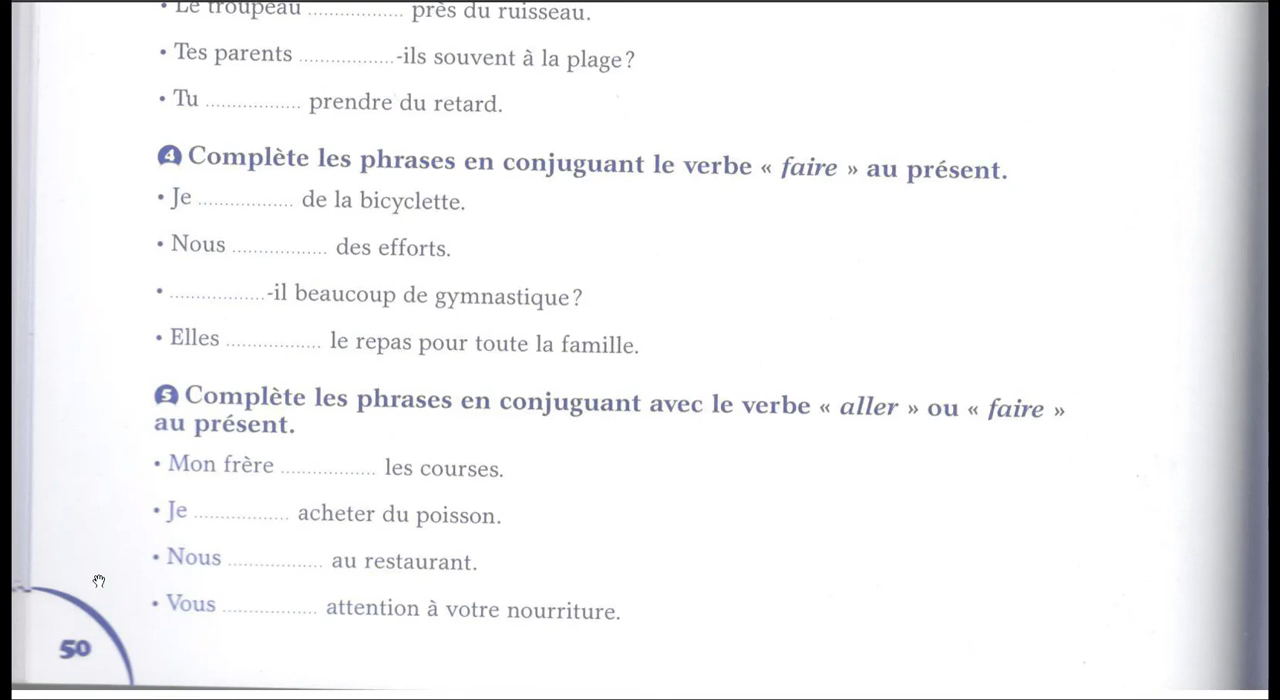 • Le troupeau .................. près du ruisseau.
• Tes parents ..................-ils souvent à la plage ?
• Tu .................. prendre du retard.
4 Complète les phrases en conjuguant le verbe « faire » au présent.
• Je .................. de la bicyclette.
• Nous .................. des efforts.
• ..................-il beaucoup de gymnastique ?
• Elles .................. le repas pour toute la famille.
5 Complète les phrases en conjuguant avec le verbe « aller » ou « faire »
au présent.
• Mon frère .................. les courses.
• Je .................. acheter du poisson.
• Nous .................. au restaurant.
• Vous .................. attention à votre nourriture.
50